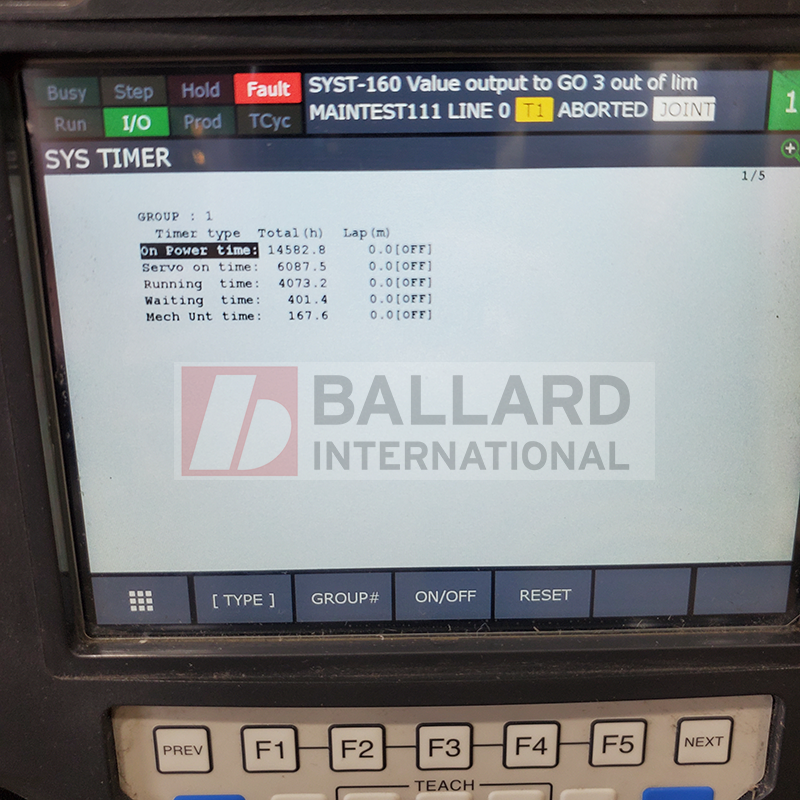 Busy Step Hold Fault SYST-160 Value output to GO 3 out of lim
Run I/O Prod TCyc MAINTEST111 LINE 0 T1 ABORTED JOINT
1
SYS TIMER
1/5
GROUP : 1
Timer type Total(h) Lap(m)
On Power time: 14582.8 0.0[OFF]
Servo on time: 6087.5 0.0[OFF]
Running time: 4073.2 0.0[OFF]
Waiting time: 401.4 0.0[OFF]
Mech Unt time: 167.6 0.0[OFF]
BALLARD
INTERNATIONAL
[ TYPE ] GROUP# ON/OFF RESET
PREV F1 F2 F3 F4 F5 NEXT
TEACH